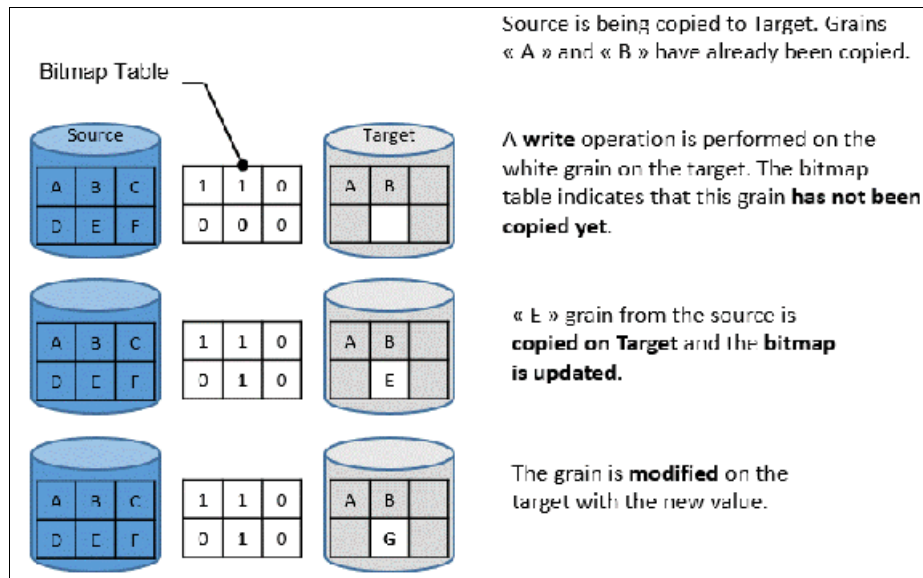 Source is being copied to Target. Grains
« A » and « B » have already been copied.
Bitmap Table
Source
Target
A B C
D E F
1 1 0
0 0 0
A B
A write operation is performed on the
white grain on the target. The bitmap
table indicates that this grain has not been
copied yet.
A B C
D E F
1 1 0
0 1 0
A B
E
« E » grain from the source is
copied on Target and the bitmap
is updated.
A B C
D E F
1 1 0
0 1 0
A B
G
The grain is modified on the
target with the new value.